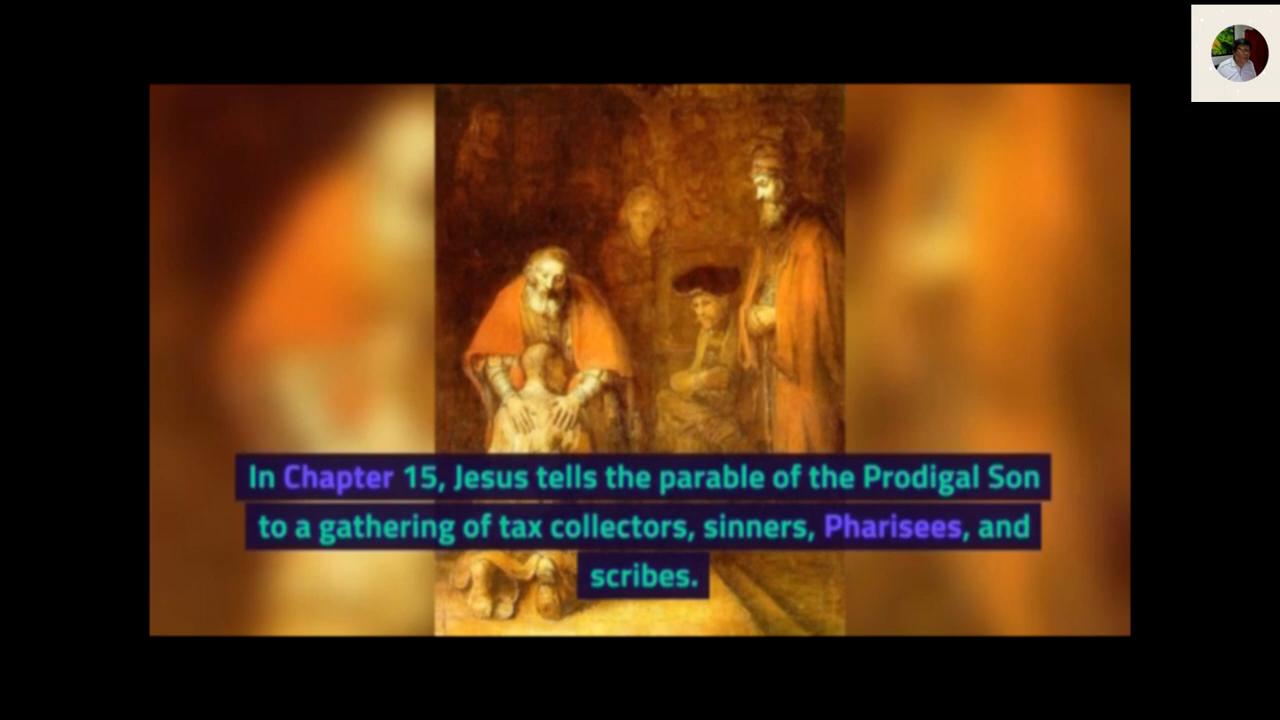 In Chapter 15, Jesus tells the parable of the Prodigal Son
to a gathering of tax collectors, sinners, Pharisees, and
scribes.